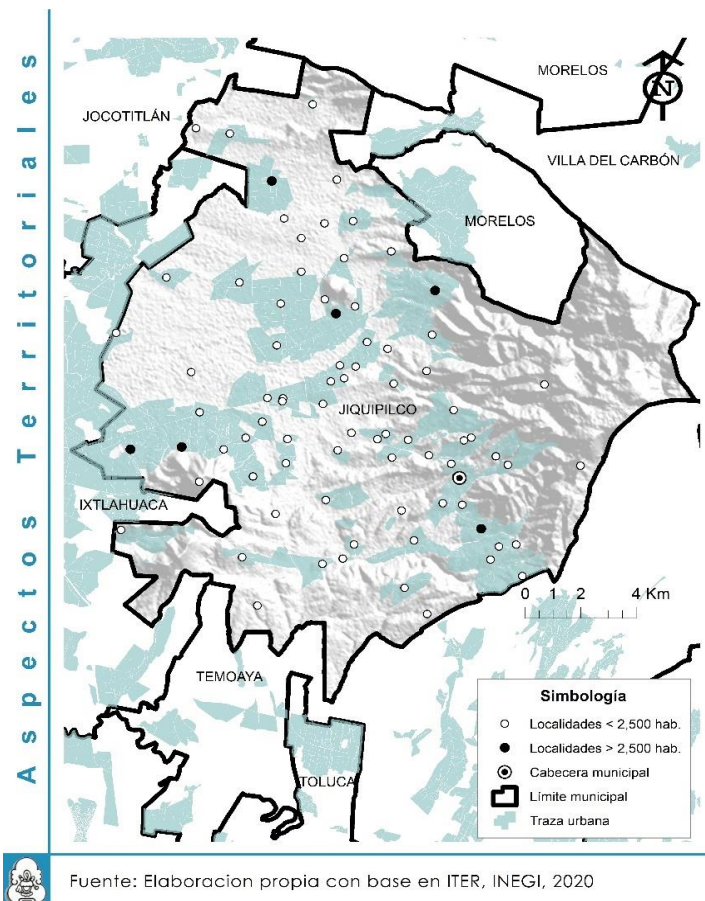 Aspectos Territoriales
MORELOS
N
JOCOTITLÁN
VILLA DEL CARBÓN
MORELOS
JIQUIPILCO
IXTLAHUACA
0 1 2 4 Km
TEMOAYA
TOLUCA
Simbología
Localidades < 2,500 hab.
Localidades > 2,500 hab.
Cabecera municipal
Límite municipal
Traza urbana
Fuente: Elaboracion propia con base en ITER, INEGI, 2020